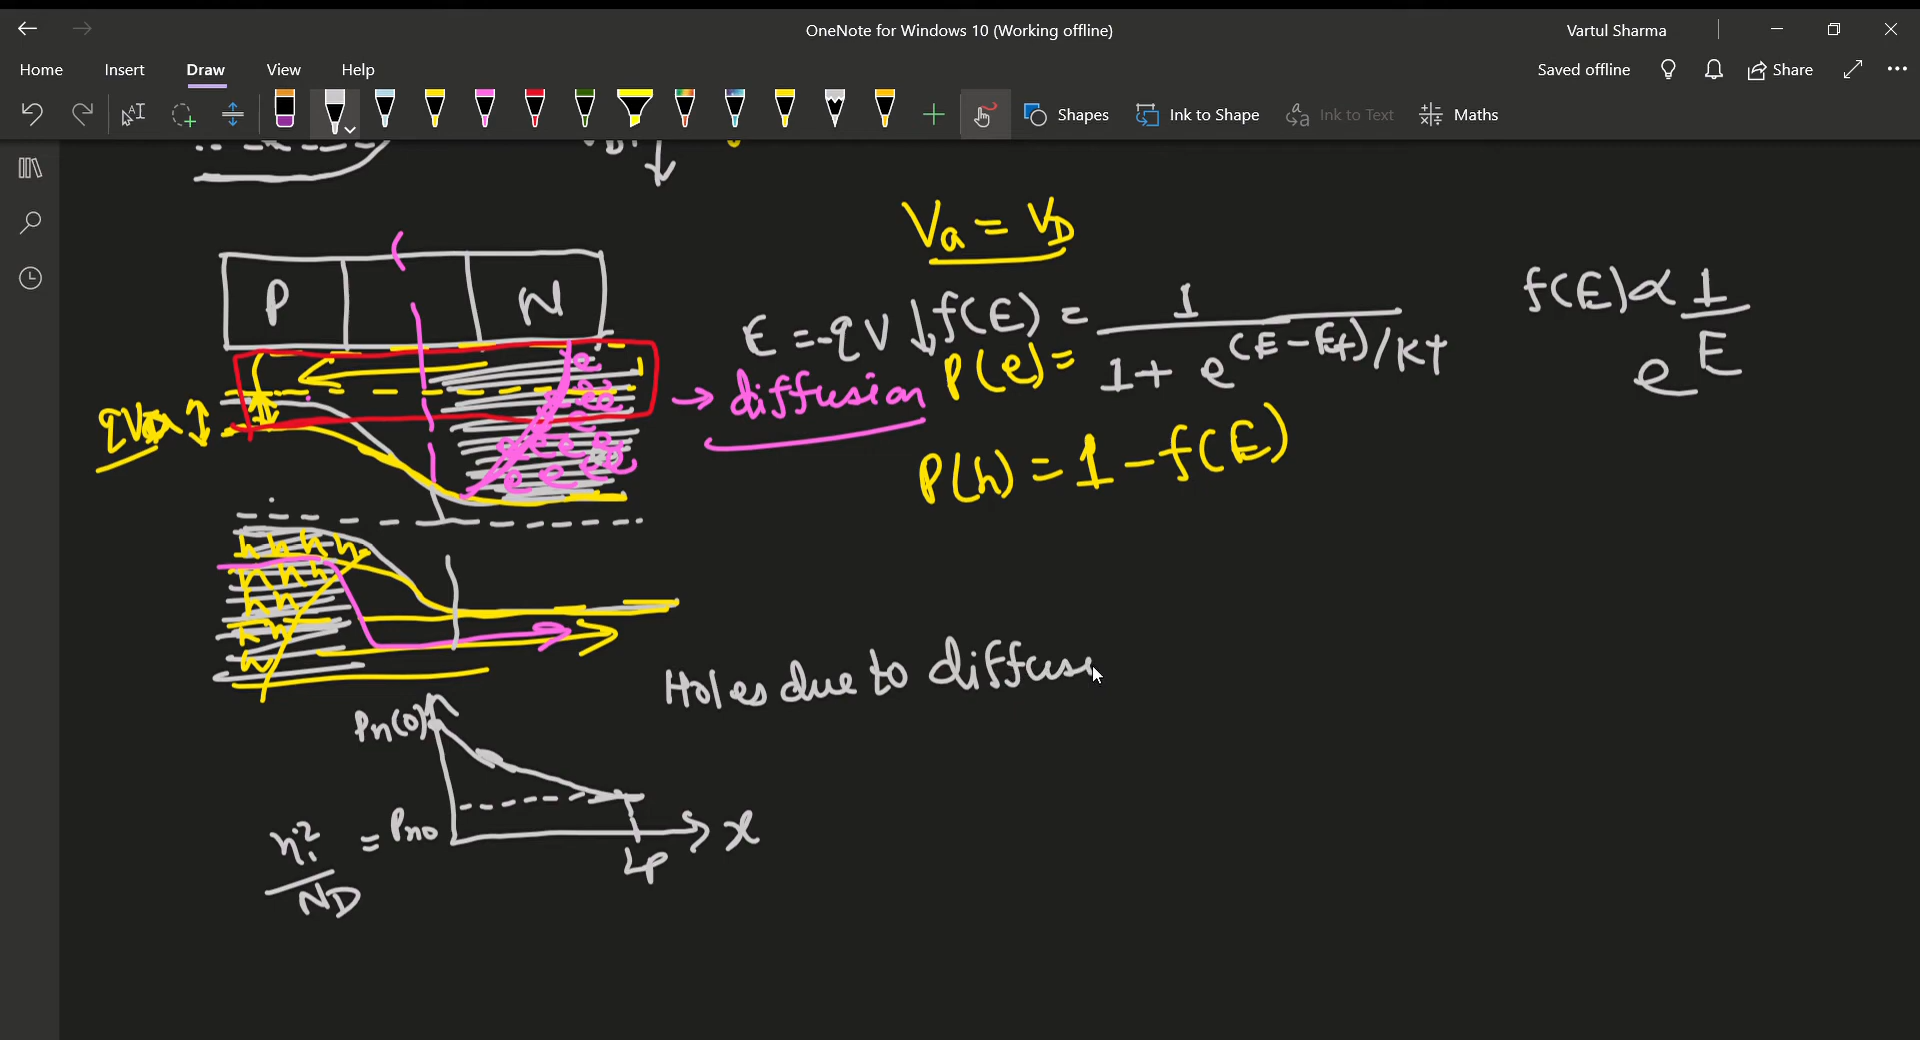 OneNote for Windows 10 (Working offline)
Vartul Sharma
Home Insert Draw View Help
Saved offline
Share
Shapes
Ink to Shape
Ink to Text
Maths
Va = VD
P N
E = -qV ↓ f(E) = 1 / 1 + e^(E - Ef)/KT
f(E) ∝ 1 / e^E
P(e) =
→ diffusion
P(h) = 1 - f(E)
e
e e
e e e
e e e e
h h h h
h h h
h h
h h
h
Holes due to diffus
Pn(0)
ni² / ND = Pno
Lp
x